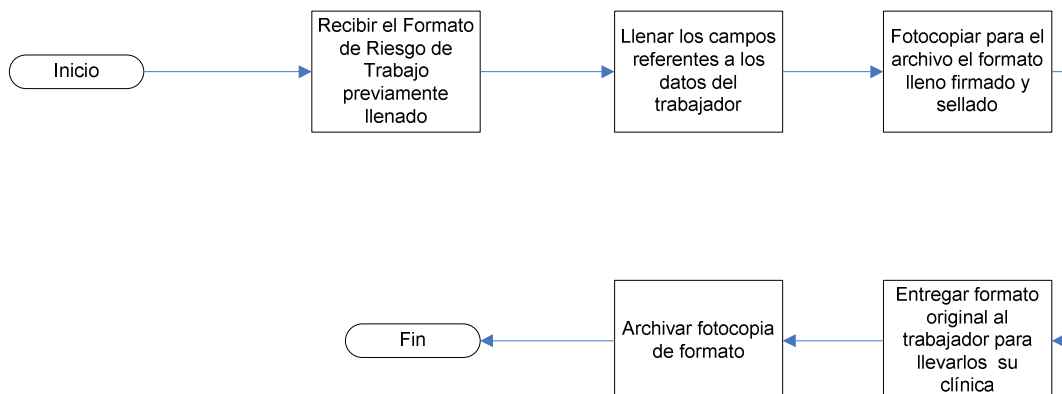 Inicio
Recibir el Formato
de Riesgo de
Trabajo
previamente
llenado
Llenar los campos
referentes a los
datos del
trabajador
Fotocopiar para el
archivo el formato
lleno firmado y
sellado
Entregar formato
original al
trabajador para
llevarlos su
clínica
Archivar fotocopia
de formato
Fin